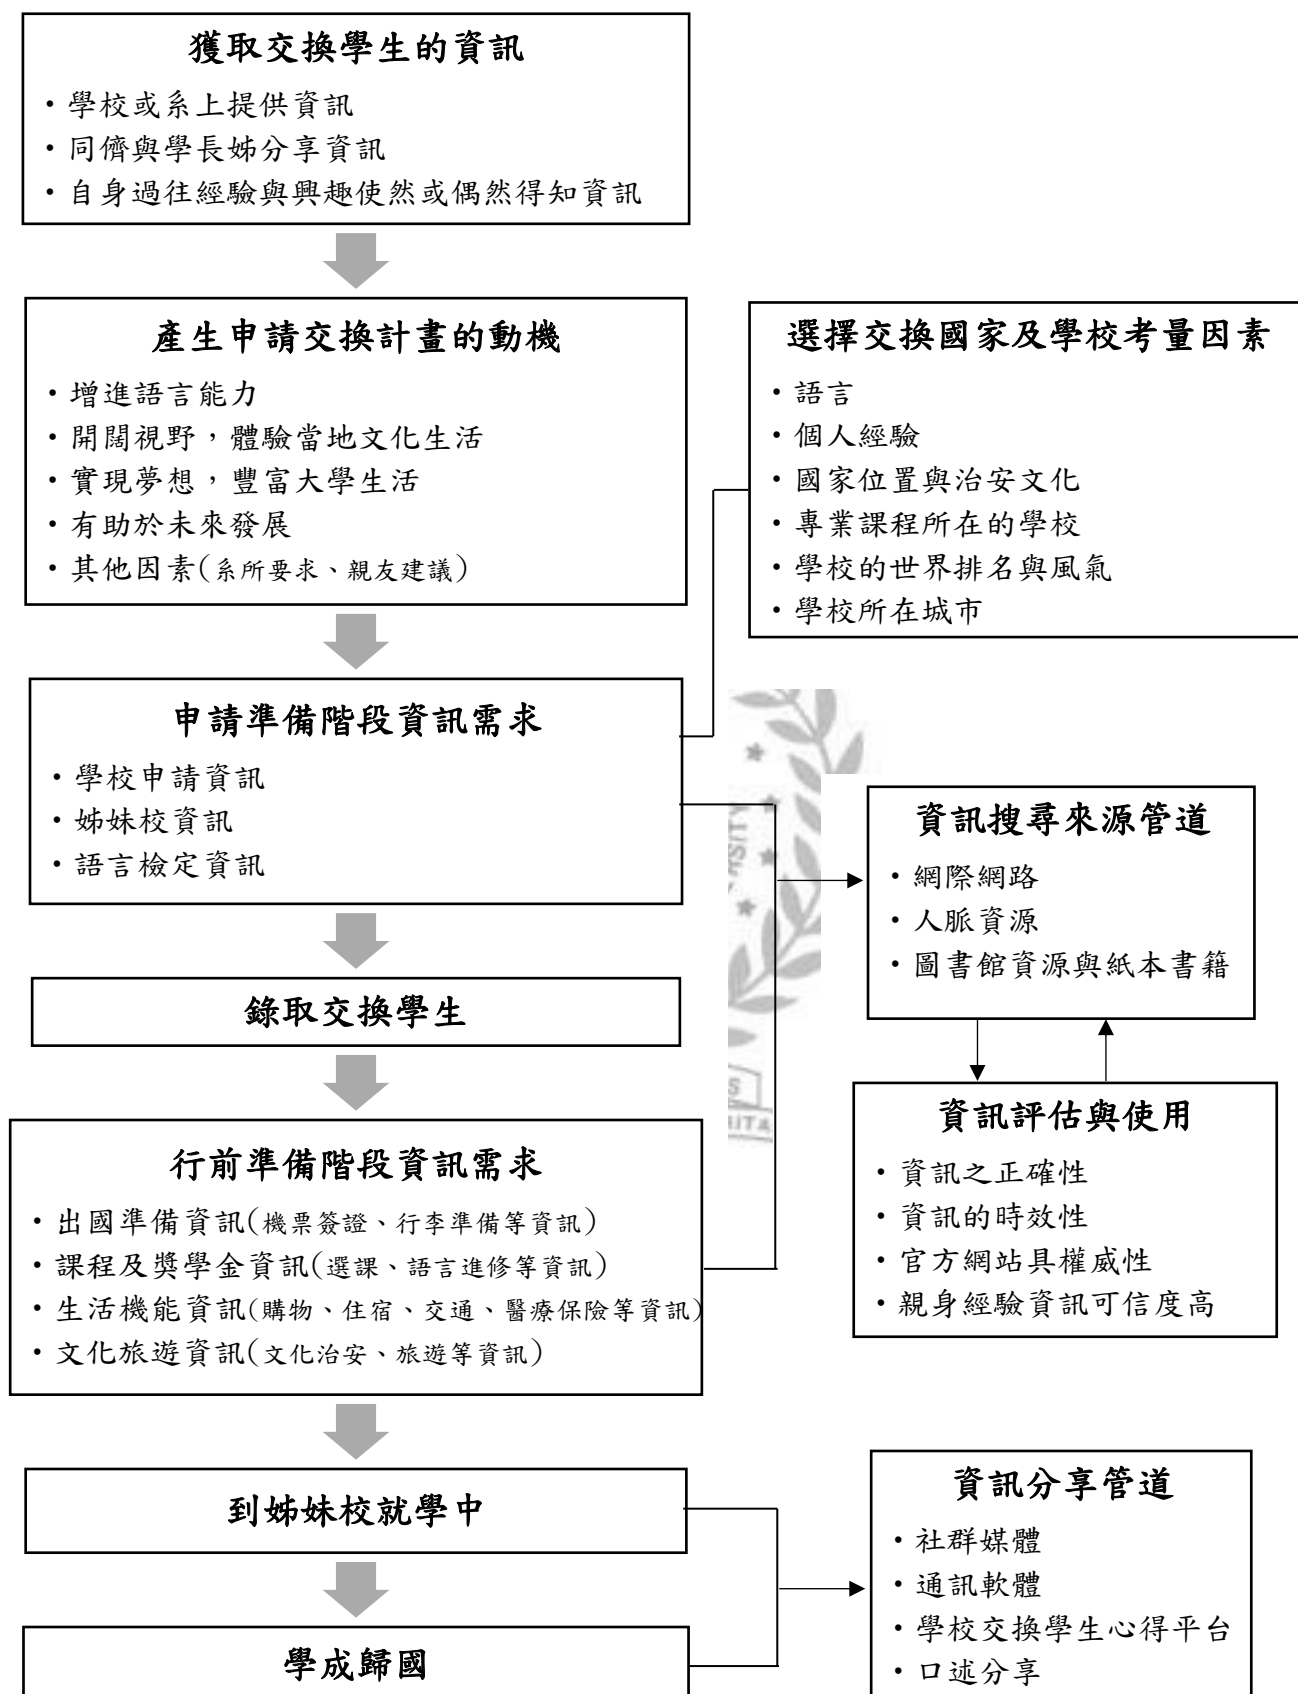 獲取交換學生的資訊
・學校或系上提供資訊
・同儕與學長姊分享資訊
・自身過往經驗與興趣使然或偶然得知資訊
產生申請交換計畫的動機
・增進語言能力
・開闊視野，體驗當地文化生活
・實現夢想，豐富大學生活
・有助於未來發展
・其他因素(系所要求、親友建議)
選擇交換國家及學校考量因素
・語言
・個人經驗
・國家位置與治安文化
・專業課程所在的學校
・學校的世界排名與風氣
・學校所在城市
申請準備階段資訊需求
・學校申請資訊
・姊妹校資訊
・語言檢定資訊
資訊搜尋來源管道
・網際網路
・人脈資源
・圖書館資源與紙本書籍
錄取交換學生
資訊評估與使用
・資訊之正確性
・資訊的時效性
・官方網站具權威性
・親身經驗資訊可信度高
行前準備階段資訊需求
・出國準備資訊(機票簽證、行李準備等資訊)
・課程及獎學金資訊(選課、語言進修等資訊)
・生活機能資訊(購物、住宿、交通、醫療保險等資訊)
・文化旅遊資訊(文化治安、旅遊等資訊)
到姊妹校就學中
學成歸國
資訊分享管道
・社群媒體
・通訊軟體
・學校交換學生心得平台
・口述分享